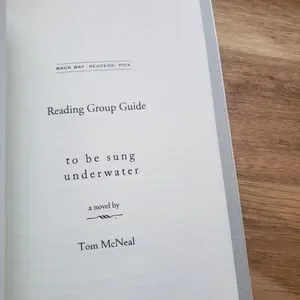 BACK BAY · READERS' PICK
Reading Group Guide
to be sung
underwater
a novel by
Tom McNeal